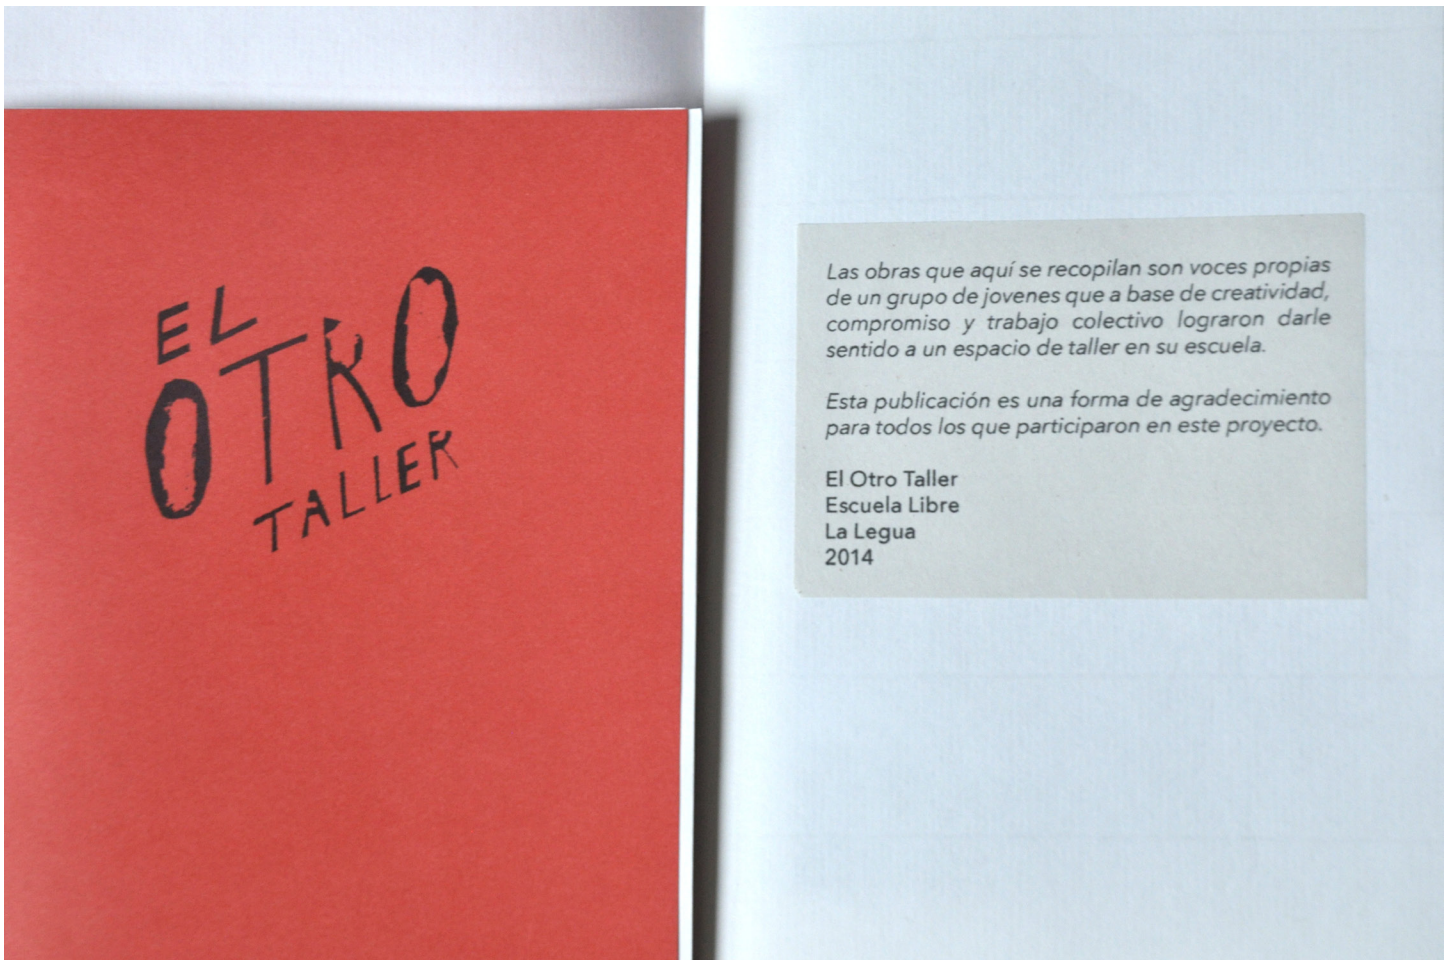 EL
OTRO
TALLER
Las obras que aquí se recopilan son voces propias
de un grupo de jovenes que a base de creatividad,
compromiso y trabajo colectivo lograron darle
sentido a un espacio de taller en su escuela.
Esta publicación es una forma de agradecimiento
para todos los que participaron en este proyecto.
El Otro Taller
Escuela Libre
La Legua
2014